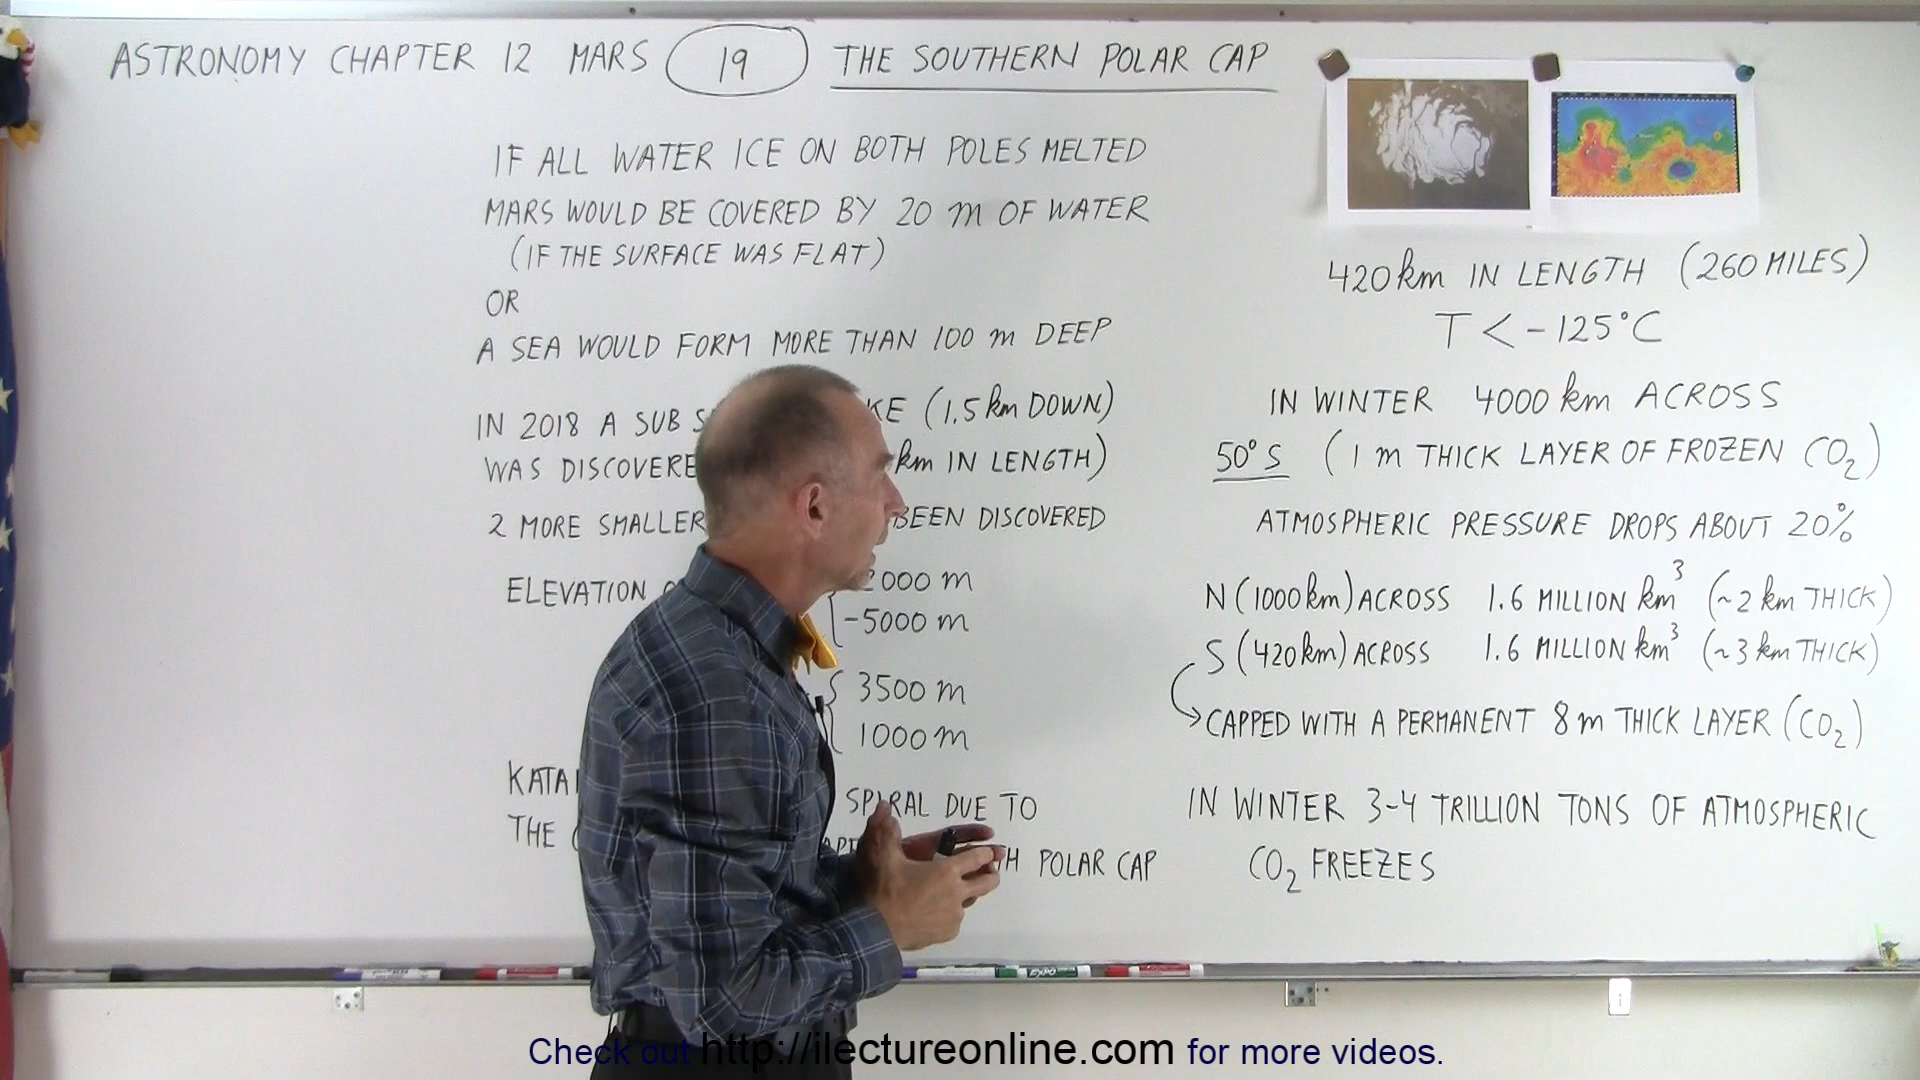 ASTRONOMY CHAPTER 12 MARS 19 THE SOUTHERN POLAR CAP
IF ALL WATER ICE ON BOTH POLES MELTED
MARS WOULD BE COVERED BY 20 m OF WATER
(IF THE SURFACE WAS FLAT)
OR
A SEA WOULD FORM MORE THAN 100 m DEEP
IN 2018 A SUB (1.5 km DOWN)
WAS km IN LENGTH)
2 MORE SMALLER BEEN DISCOVERED
ELEVATION
-5000 m
3500 m
1000 m
SPIRAL DUE TO
THE POLAR CAP
420 km IN LENGTH (260 MILES)
T < -125°C
IN WINTER 4000 km ACROSS
50° S (1 m THICK LAYER OF FROZEN CO2)
ATMOSPHERIC PRESSURE DROPS ABOUT 20%
N (1000 km) ACROSS 1.6 MILLION km³ (~2 km THICK)
S (420 km) ACROSS 1.6 MILLION km³ (~3 km THICK)
CAPPED WITH A PERMANENT 8 m THICK LAYER (CO2)
IN WINTER 3-4 TRILLION TONS OF ATMOSPHERIC
CO2 FREEZES
EXPO
Check out http://ilectureonline.com for more videos.